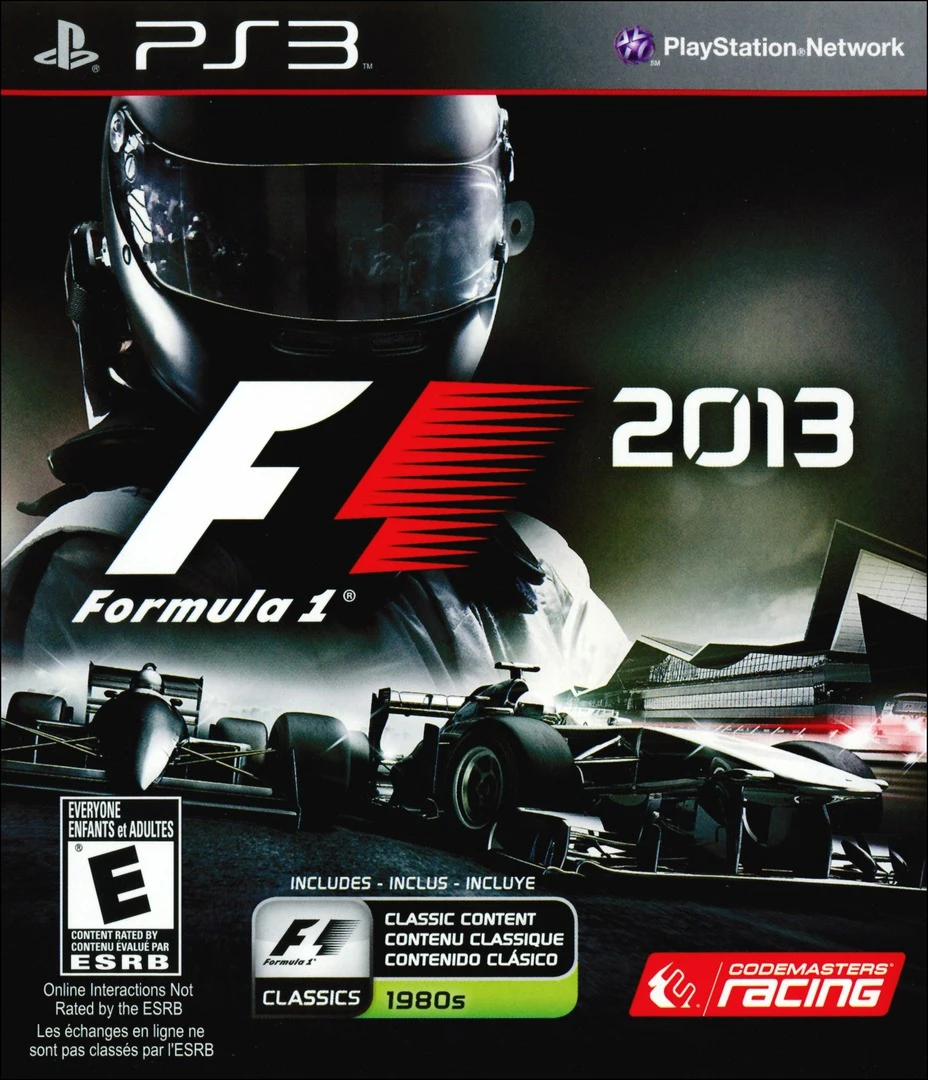 PS3™
PlayStation®Network
SM
F1 2013
Formula 1®
EVERYONE
ENFANTS et ADULTES
E®
CONTENT RATED BY
CONTENU ÉVALUÉ PAR
ESRB
Online Interactions Not
Rated by the ESRB
Les échanges en ligne ne
sont pas classés par l'ESRB
INCLUDES - INCLUS - INCLUYE
F1
Formula 1®
CLASSICS
CLASSIC CONTENT
CONTENU CLASSIQUE
CONTENIDO CLÁSICO
1980s
CODEMASTERS®
racing